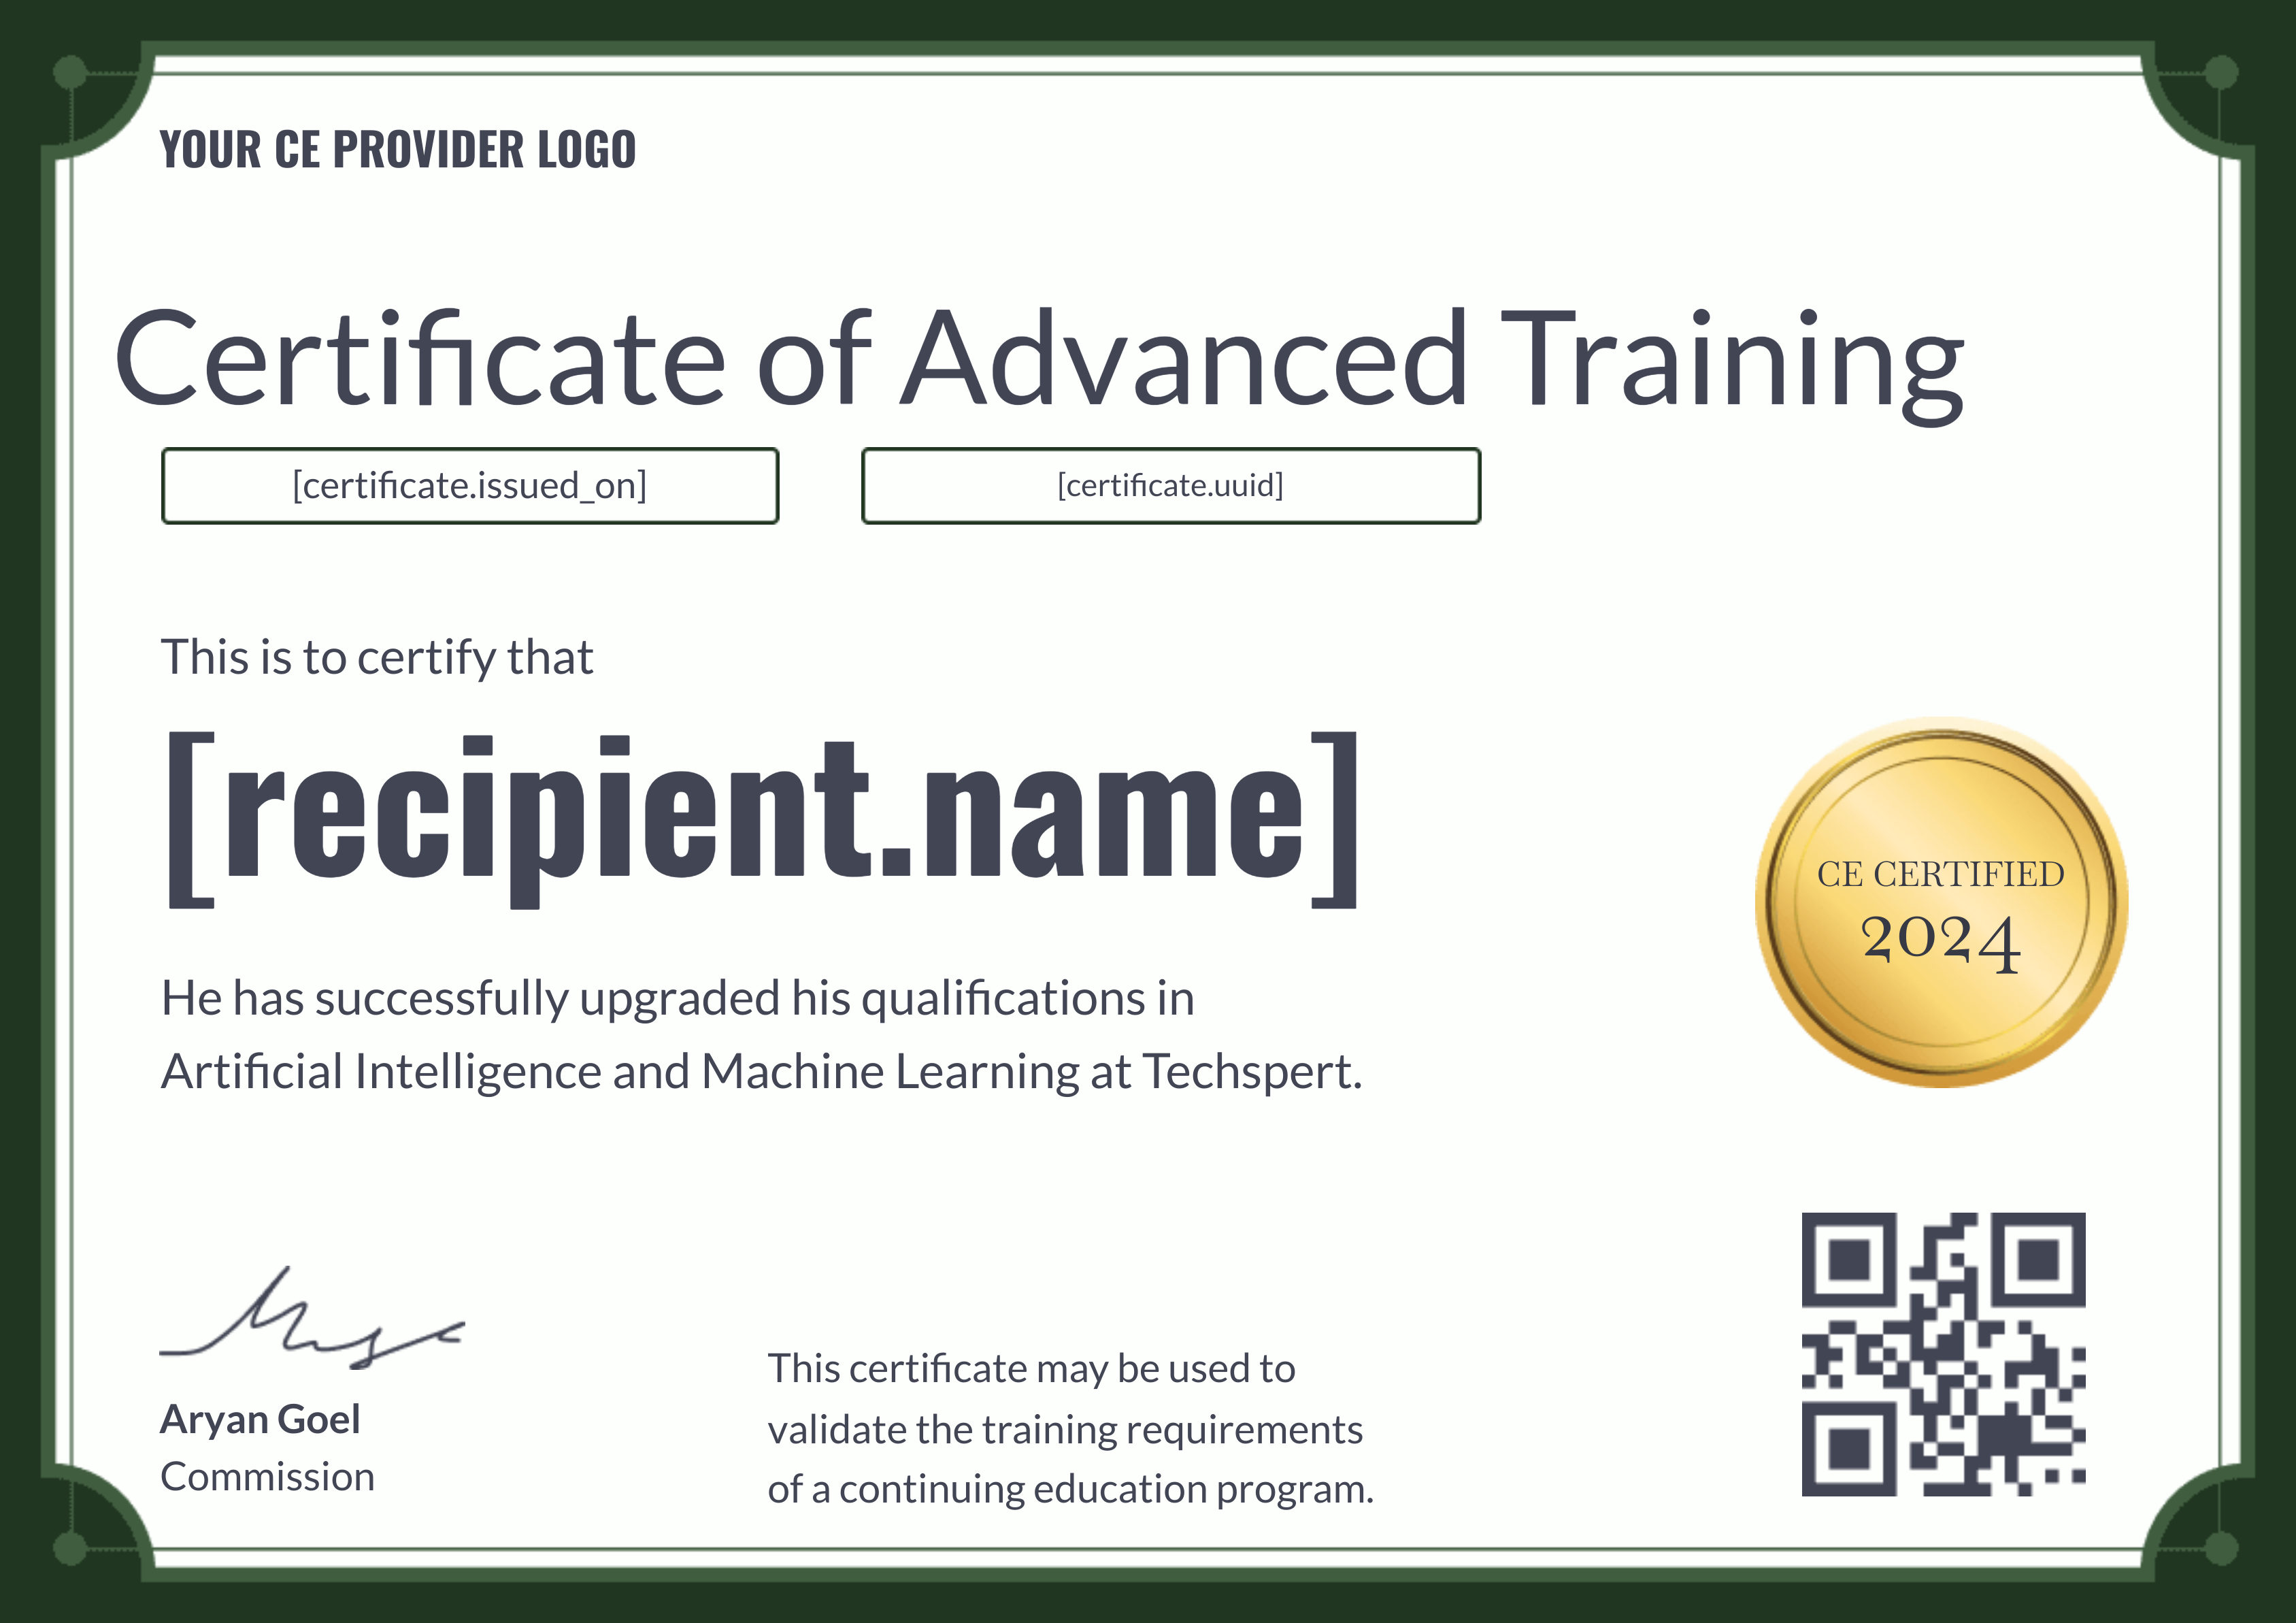 YOUR CE PROVIDER LOGO
Certificate of Advanced Training
[certificate.issued_on]
[certificate.uuid]
This is to certify that
[recipient.name]
CE CERTIFIED
2024
He has successfully upgraded his qualifications in
Artificial Intelligence and Machine Learning at Techspert.
Aryan Goel
Commission
This certificate may be used to
validate the training requirements
of a continuing education program.